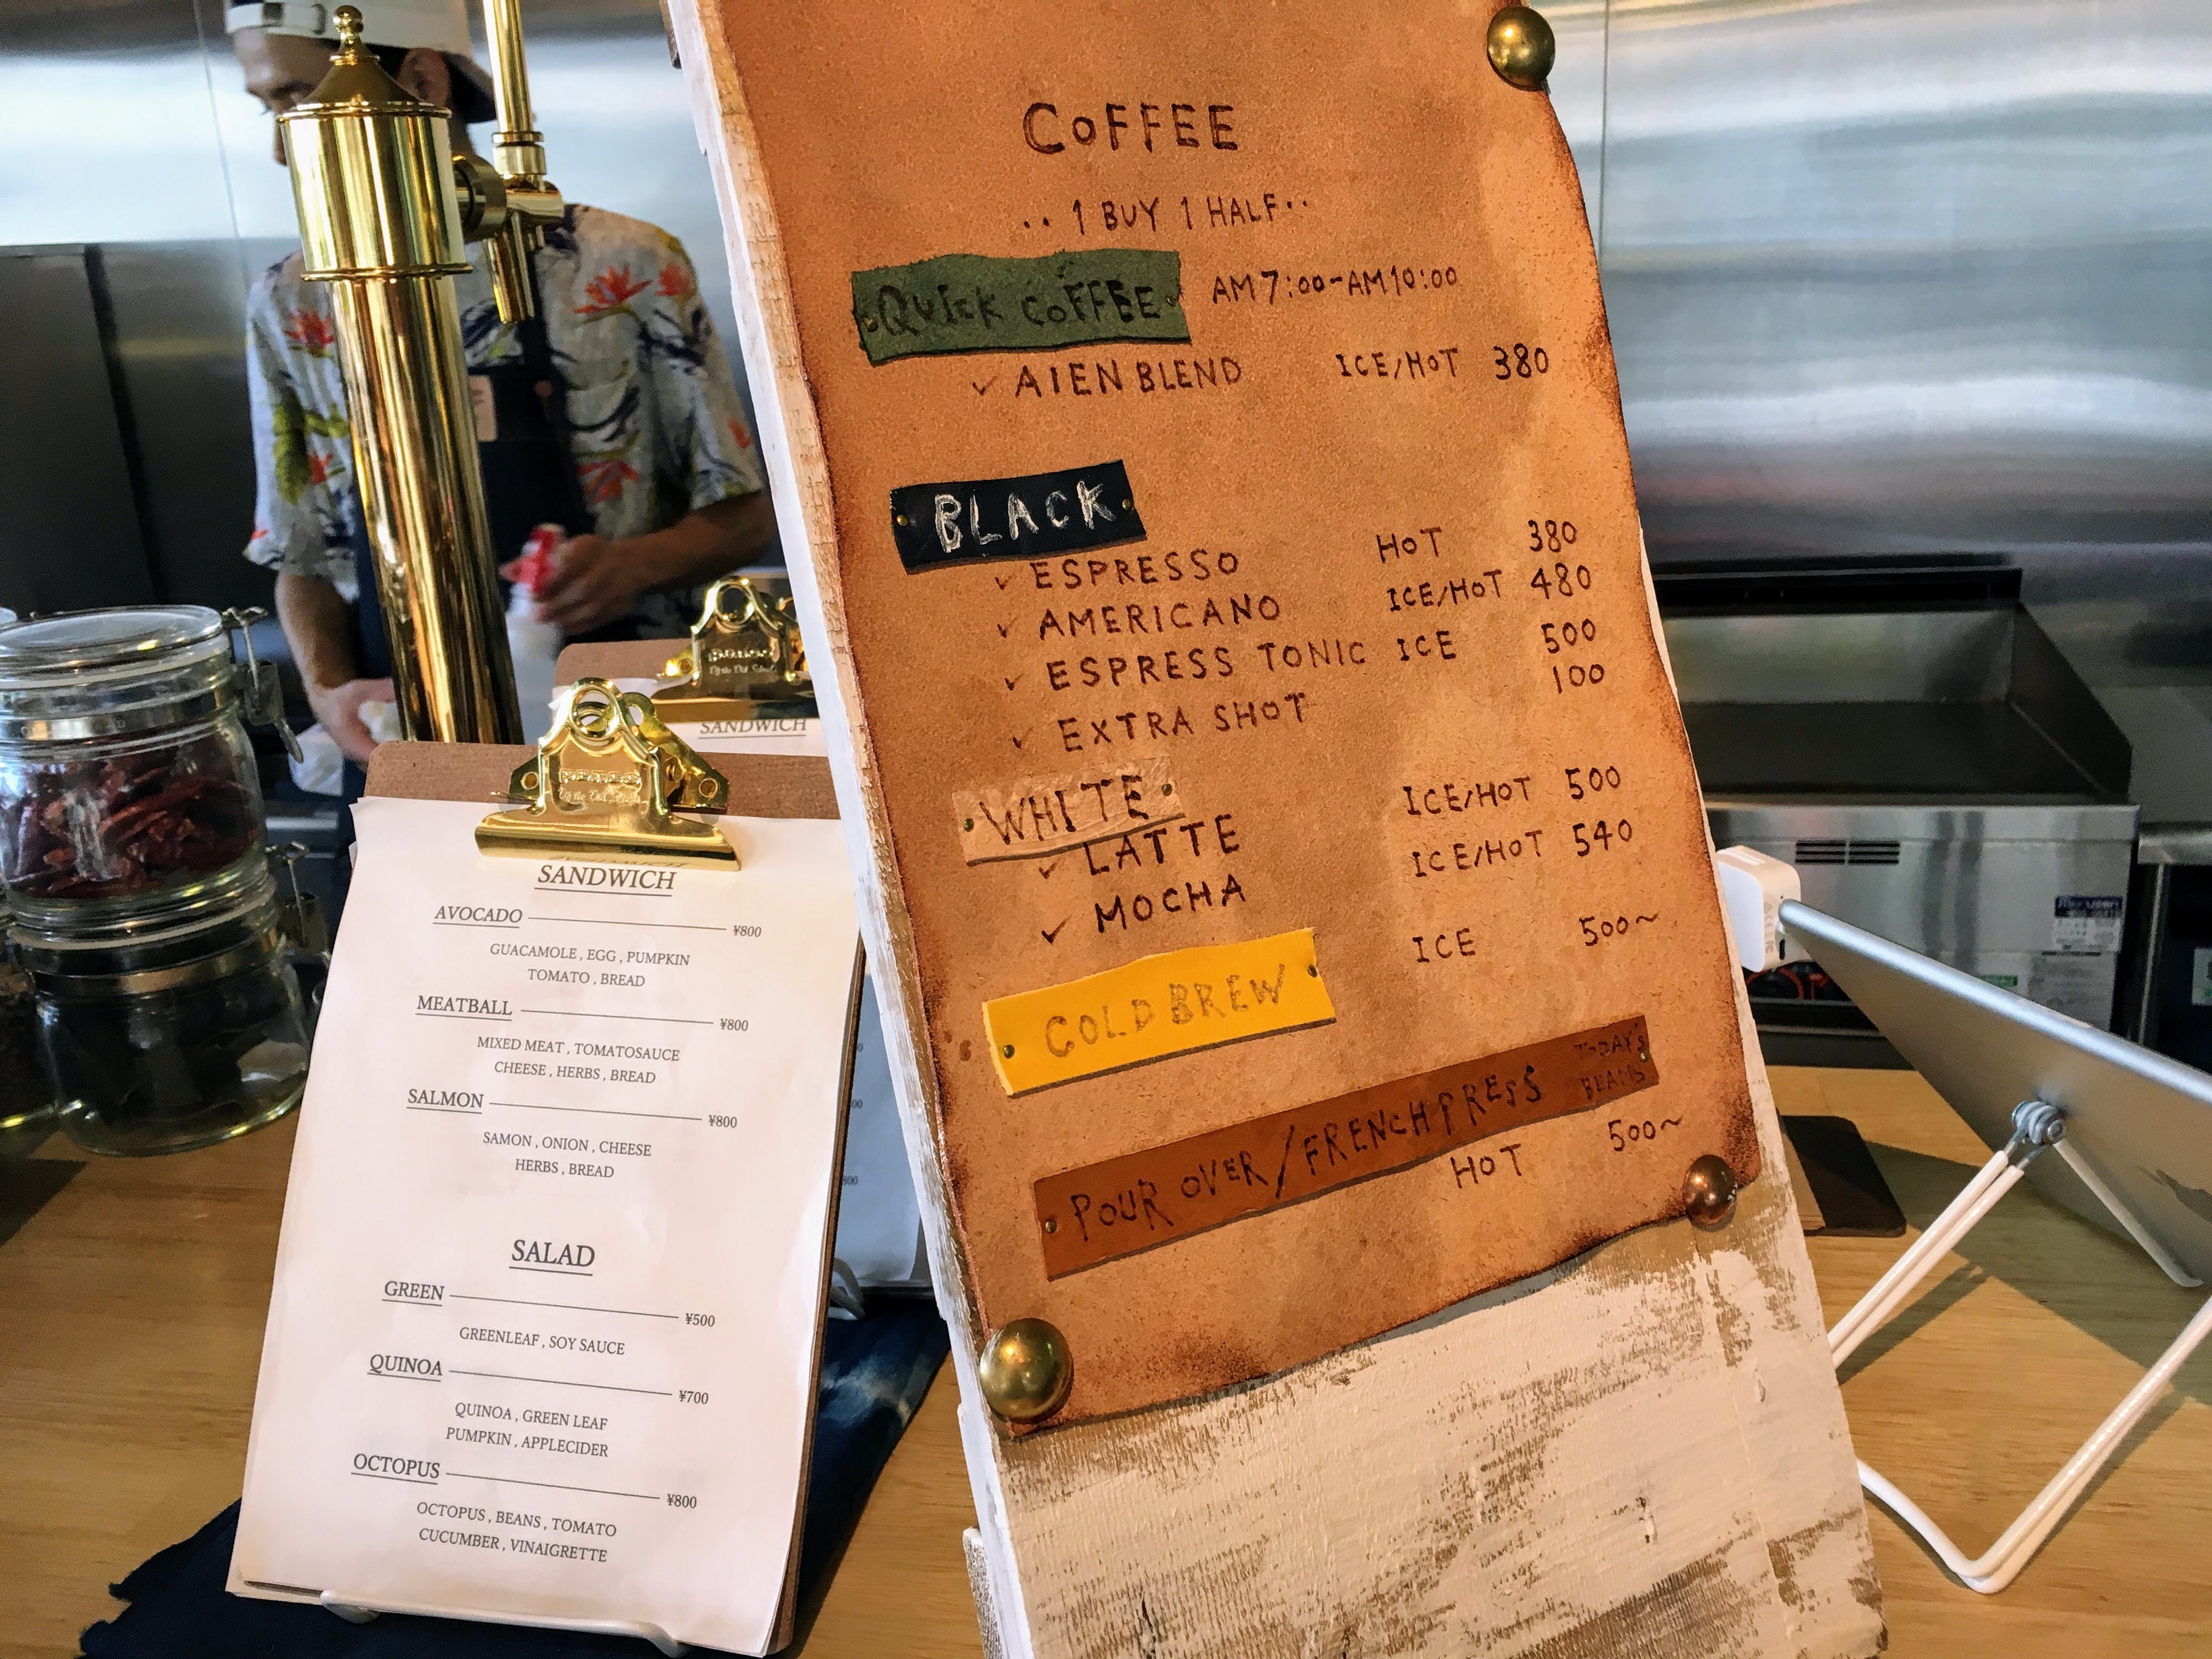 SANDWICH
SANDWICH
AVOCADO ¥800
GUACAMOLE , EGG , PUMPKIN
TOMATO , BREAD
MEATBALL ¥800
MIXED MEAT , TOMATOSAUCE
CHEESE , HERBS , BREAD
SALMON ¥800
SAMON , ONION , CHEESE
HERBS , BREAD
SALAD
GREEN ¥500
GREENLEAF , SOY SAUCE
QUINOA ¥700
QUINOA , GREEN LEAF
PUMPKIN , APPLECIDER
OCTOPUS ¥800
OCTOPUS , BEANS , TOMATO
CUCUMBER , VINAIGRETTE
COFFEE
.. 1 BUY 1 HALF ..
QUICK COFFEE AM7:00~AM10:00
✓ AIEN BLEND ICE/HOT 380
BLACK
✓ ESPRESSO HOT 380
✓ AMERICANO ICE/HOT 480
✓ ESPRESS TONIC ICE 500
✓ EXTRA SHOT 100
WHITE
✓ LATTE ICE/HOT 500
✓ MOCHA ICE/HOT 540
COLD BREW ICE 500~
POUR OVER / FRENCH PRESS TODAY'S
BEAMS
HOT 500~